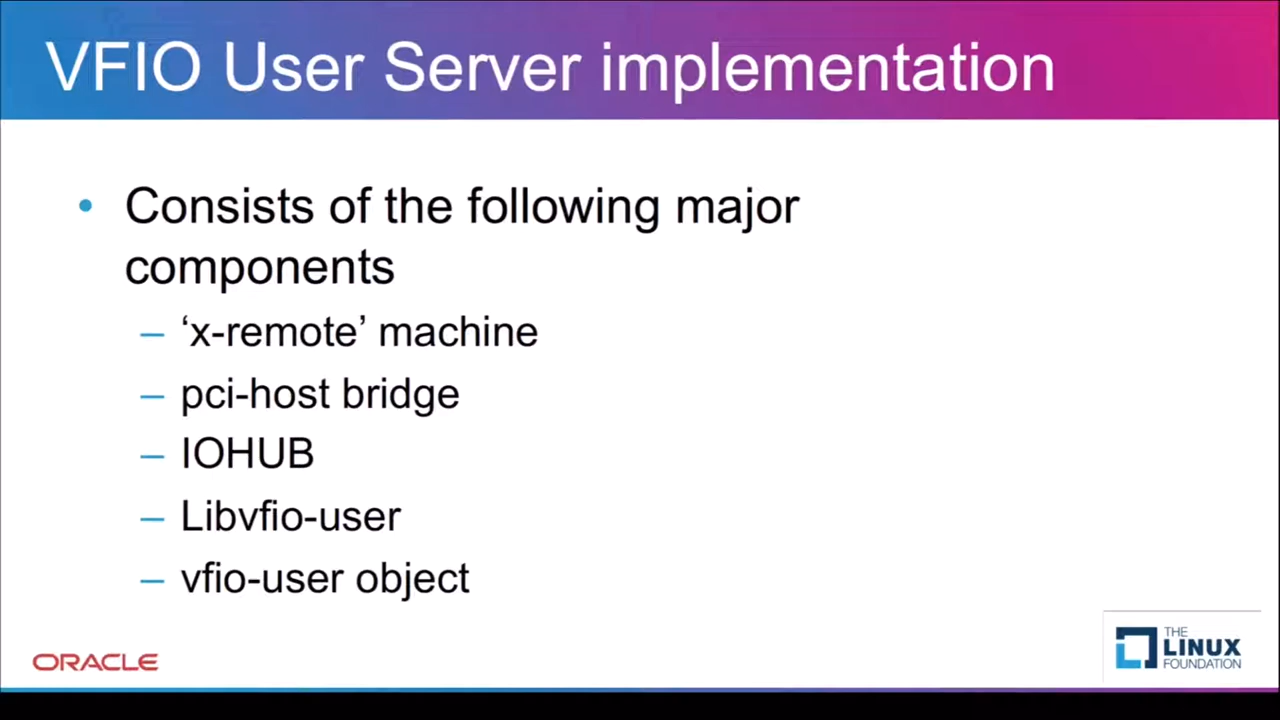 VFIO User Server implementation
• Consists of the following major
components
– ‘x-remote’ machine
– pci-host bridge
– IOHUB
– Libvfio-user
– vfio-user object
ORACLE
THE
LINUX
FOUNDATION